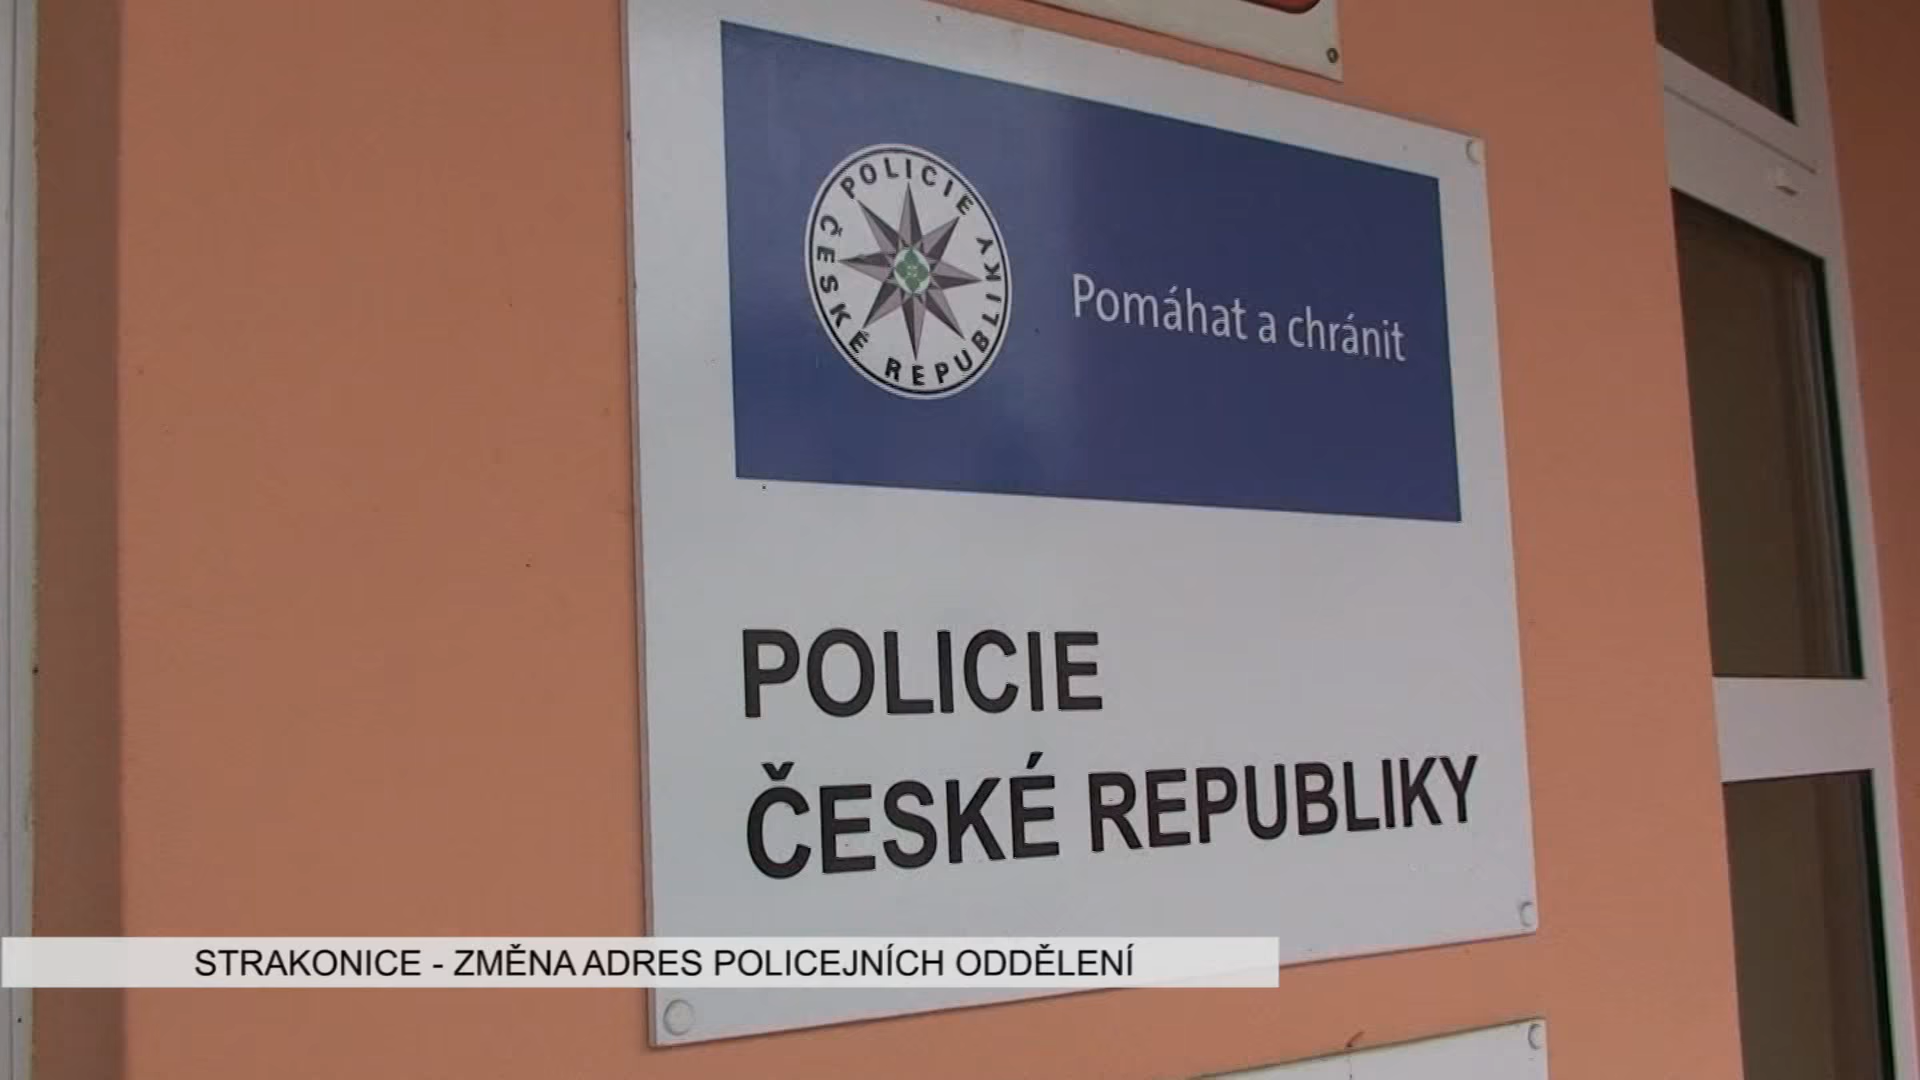 POLICIE ČESKÉ REPUBLIKY
Pomáhat a chránit
POLICIE
ČESKÉ REPUBLIKY
STRAKONICE - ZMĚNA ADRES POLICEJNÍCH ODDĚLENÍ